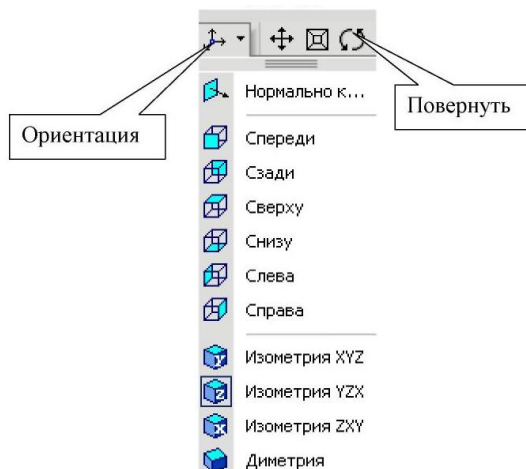 Ориентация
Повернуть
Нормально к...
Спереди
Сзади
Сверху
Снизу
Слева
Справа
Изометрия XYZ
Изометрия YZX
Изометрия ZXY
Диметрия